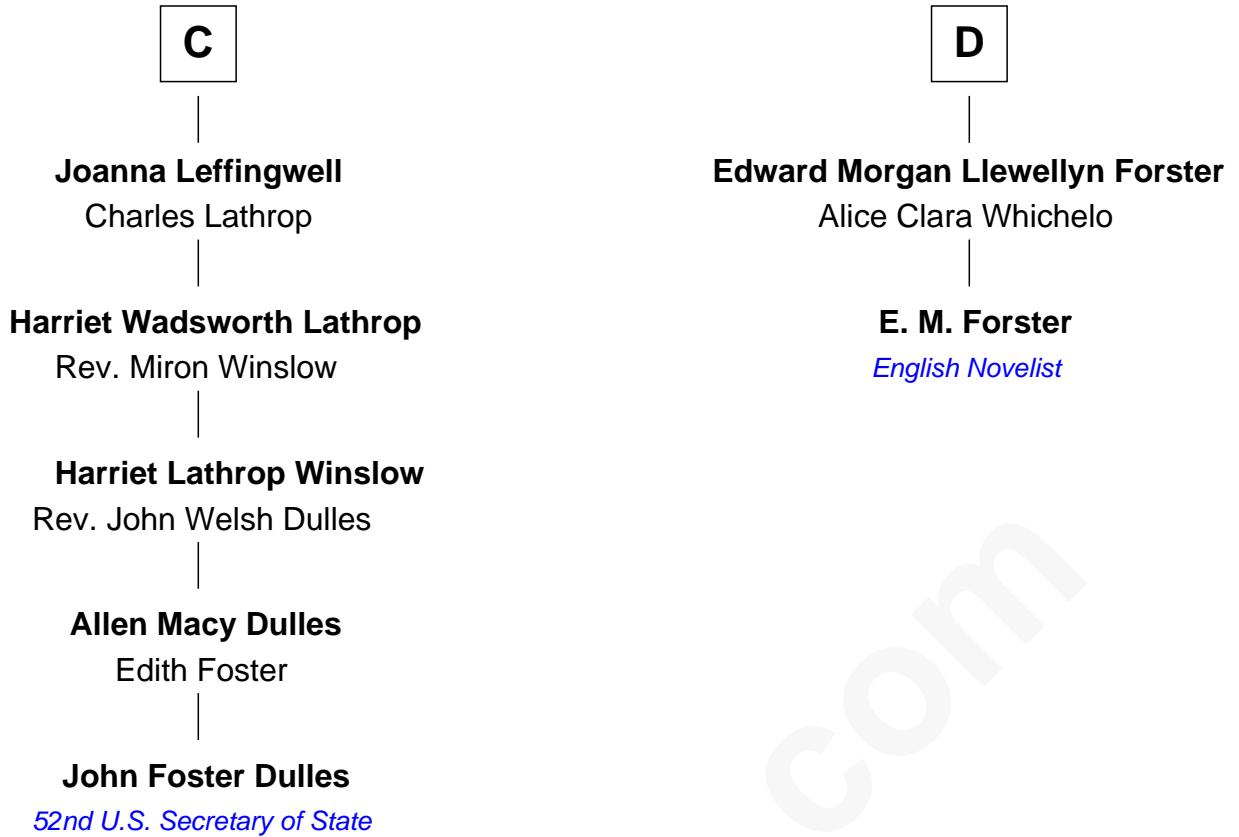 C
Joanna Leffingwell
Charles Lathrop
Harriet Wadsworth Lathrop
Rev. Miron Winslow
Harriet Lathrop Winslow
Rev. John Welsh Dulles
Allen Macy Dulles
Edith Foster
John Foster Dulles
52nd U.S. Secretary of State
D
Edward Morgan Llewellyn Forster
Alice Clara Whichelo
E. M. Forster
English Novelist
com